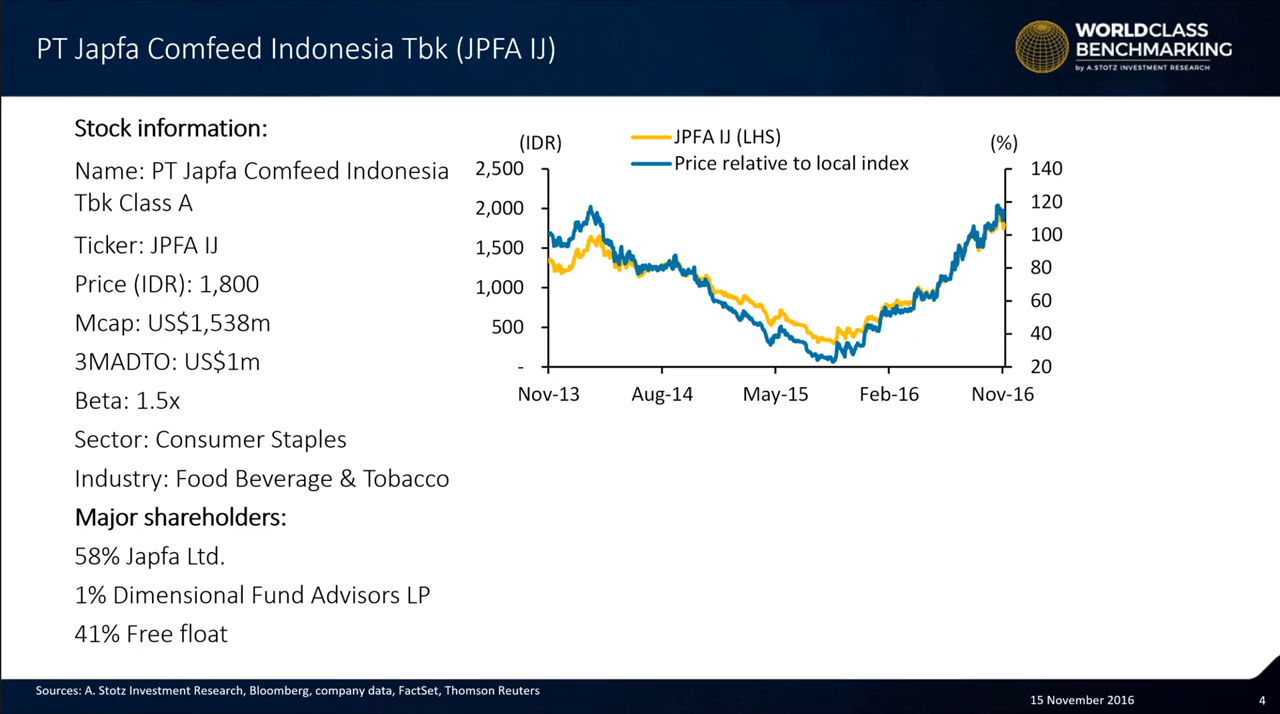 PT Japfa Comfeed Indonesia Tbk (JPFA IJ)
WORLDCLASS
BENCHMARKING
by A.STOTZ INVESTMENT RESEARCH
Stock information:
Name: PT Japfa Comfeed Indonesia
Tbk Class A
Ticker: JPFA IJ
Price (IDR): 1,800
Mcap: US$1,538m
3MADTO: US$1m
Beta: 1.5x
Sector: Consumer Staples
Industry: Food Beverage & Tobacco
Major shareholders:
58% Japfa Ltd.
1% Dimensional Fund Advisors LP
41% Free float
(IDR)
JPFA IJ (LHS)
Price relative to local index
(%)
2,500
2,000
1,500
1,000
500
-
140
120
100
80
60
40
20
Nov-13 Aug-14 May-15 Feb-16 Nov-16
Sources: A. Stotz Investment Research, Bloomberg, company data, FactSet, Thomson Reuters
15 November 2016
4